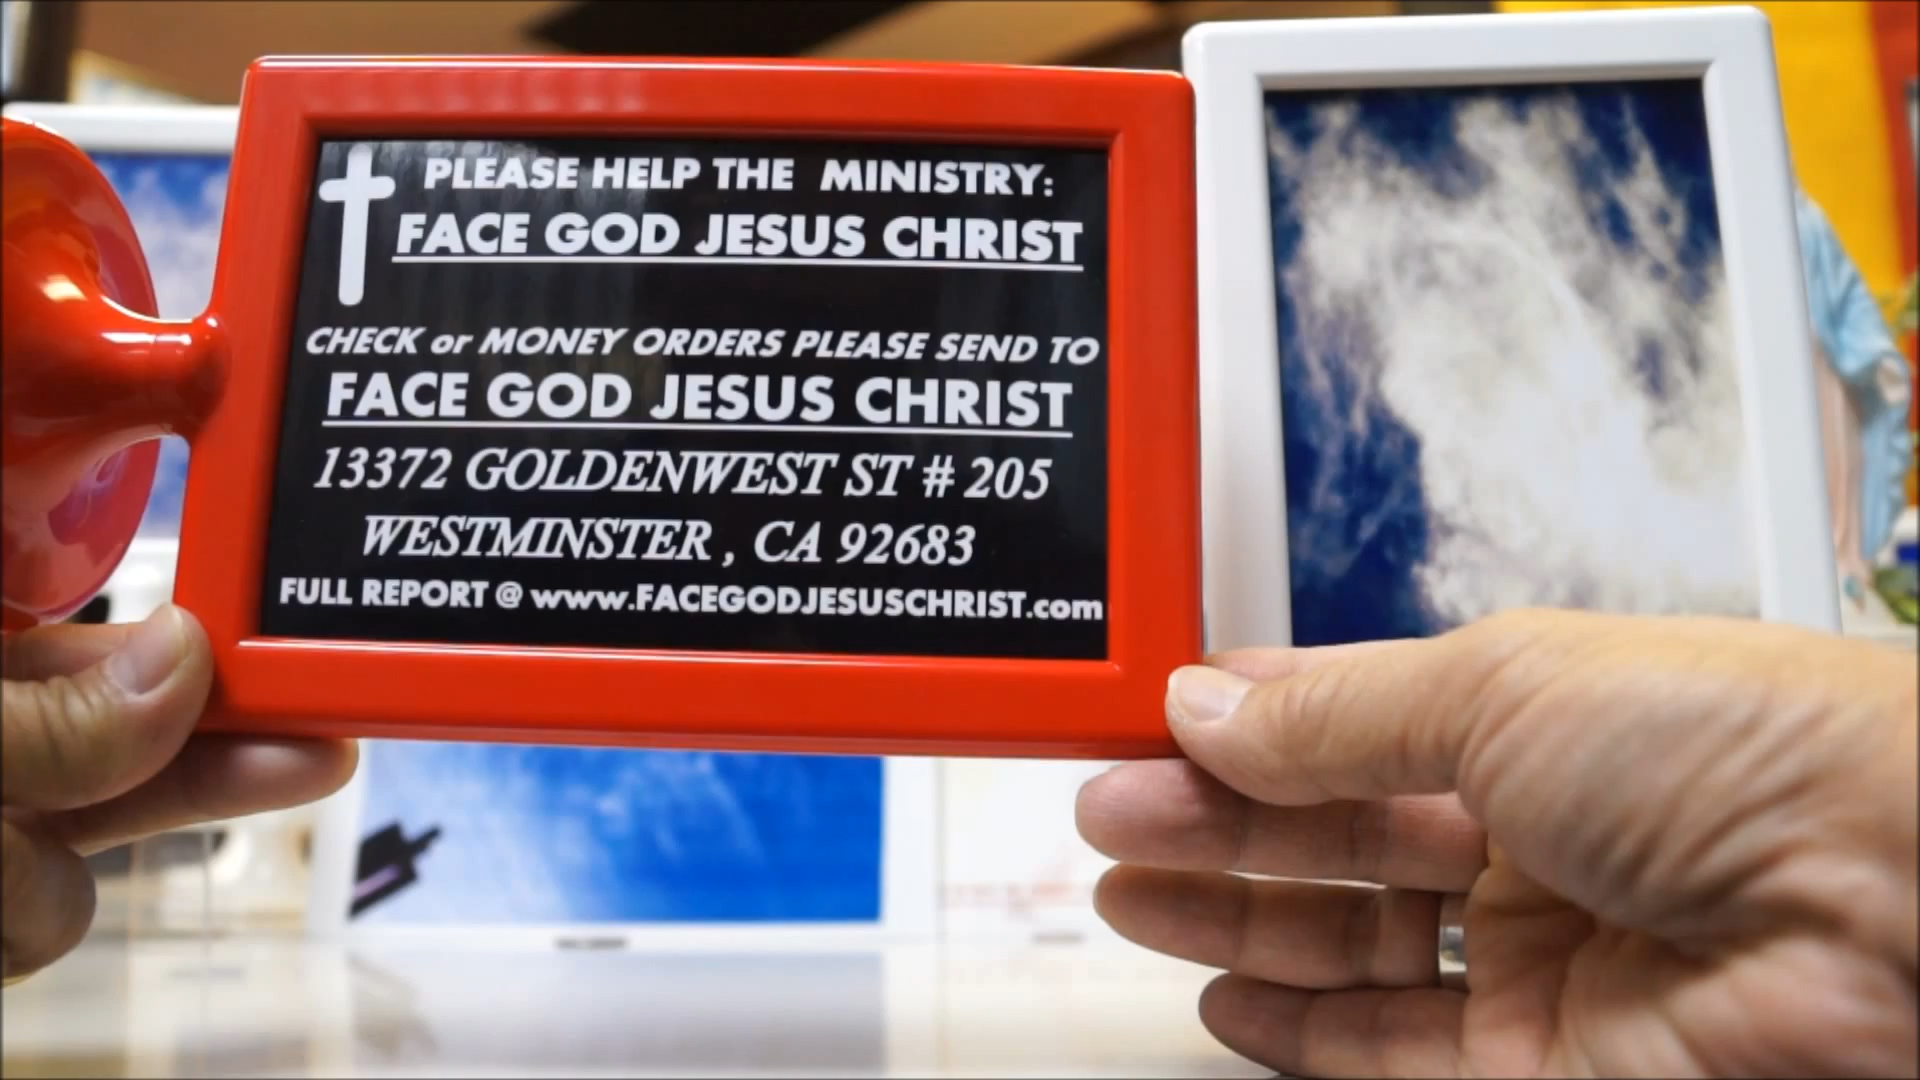 PLEASE HELP THE MINISTRY:
FACE GOD JESUS CHRIST
CHECK or MONEY ORDERS PLEASE SEND TO
FACE GOD JESUS CHRIST
13372 GOLDENWEST ST # 205
WESTMINSTER , CA 92683
FULL REPORT @ www.FACEGODJESUSCHRIST.com